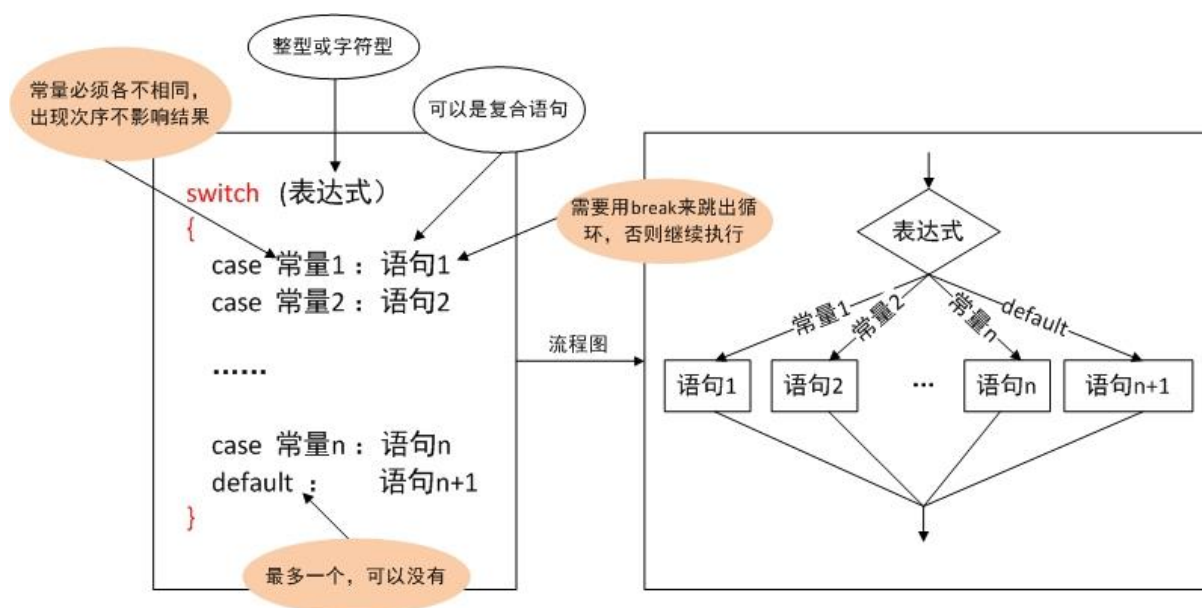 整型或字符型
常量必须各不相同，
出现次序不影响结果
可以是复合语句
switch (表达式）
{
需要用break来跳出循
环，否则继续执行
case 常量1： 语句1
case 常量2： 语句2
......
case 常量n： 语句n
default： 语句n+1
}
最多一个，可以没有
流程图
表达式
常量1
常量2
常量n
default
语句1
语句2
...
语句n
语句n+1